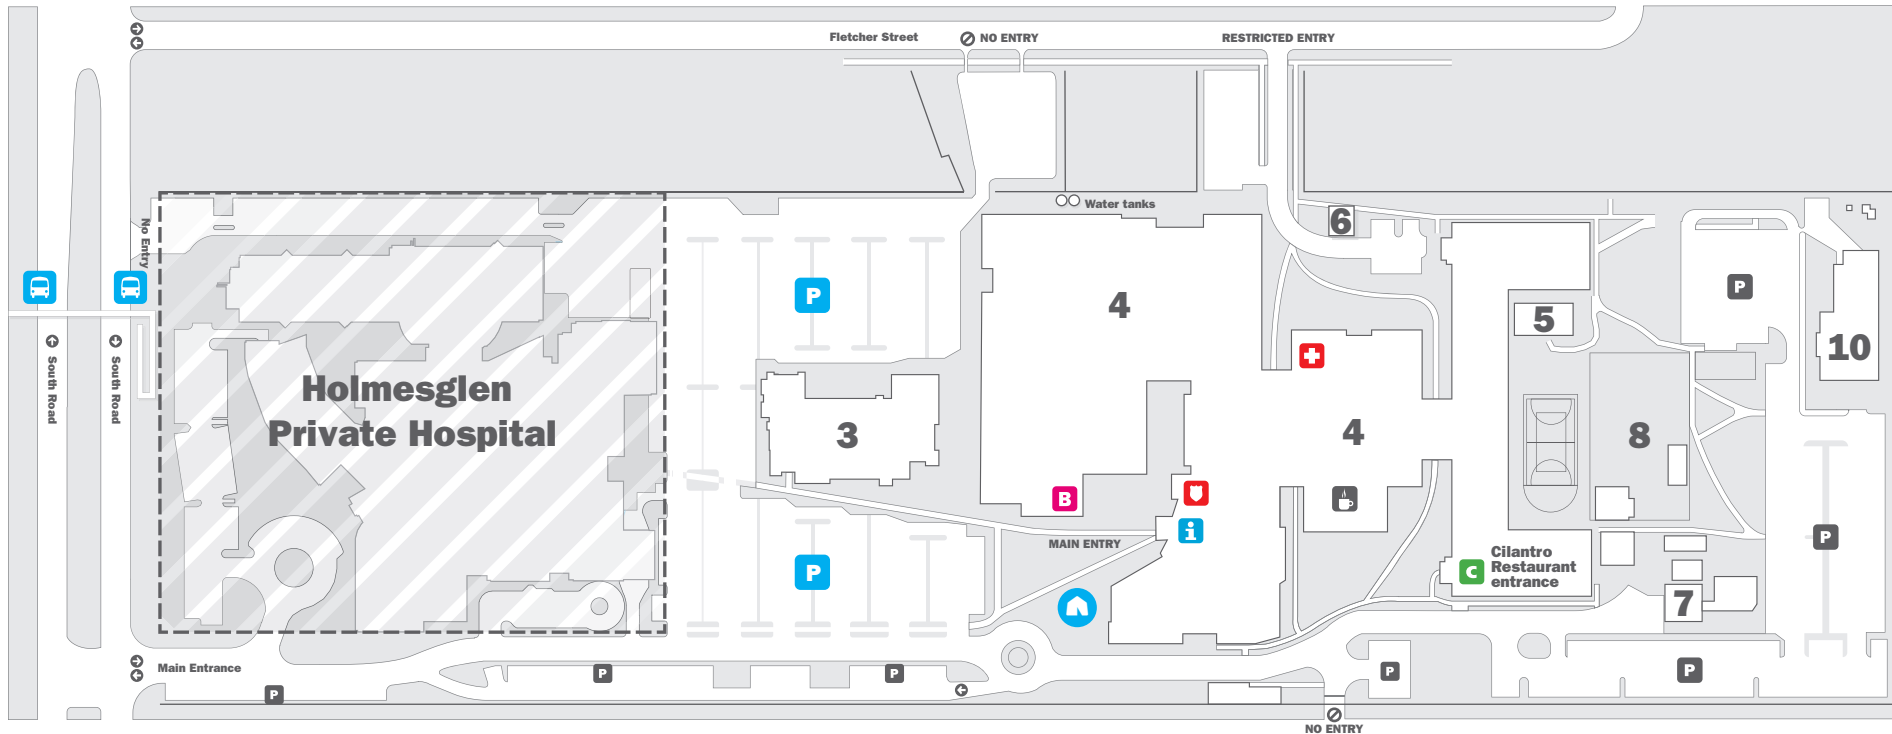 Fletcher Street
NO ENTRY
RESTRICTED ENTRY
No Entry
Water tanks
6
P
P
4
5
10
South Road
South Road
Holmesglen
Private Hospital
3
4
8
B
i
P
MAIN ENTRY
P
C
Cilantro
Restaurant
entrance
7
Main Entrance
P
P
P
P
P
NO ENTRY